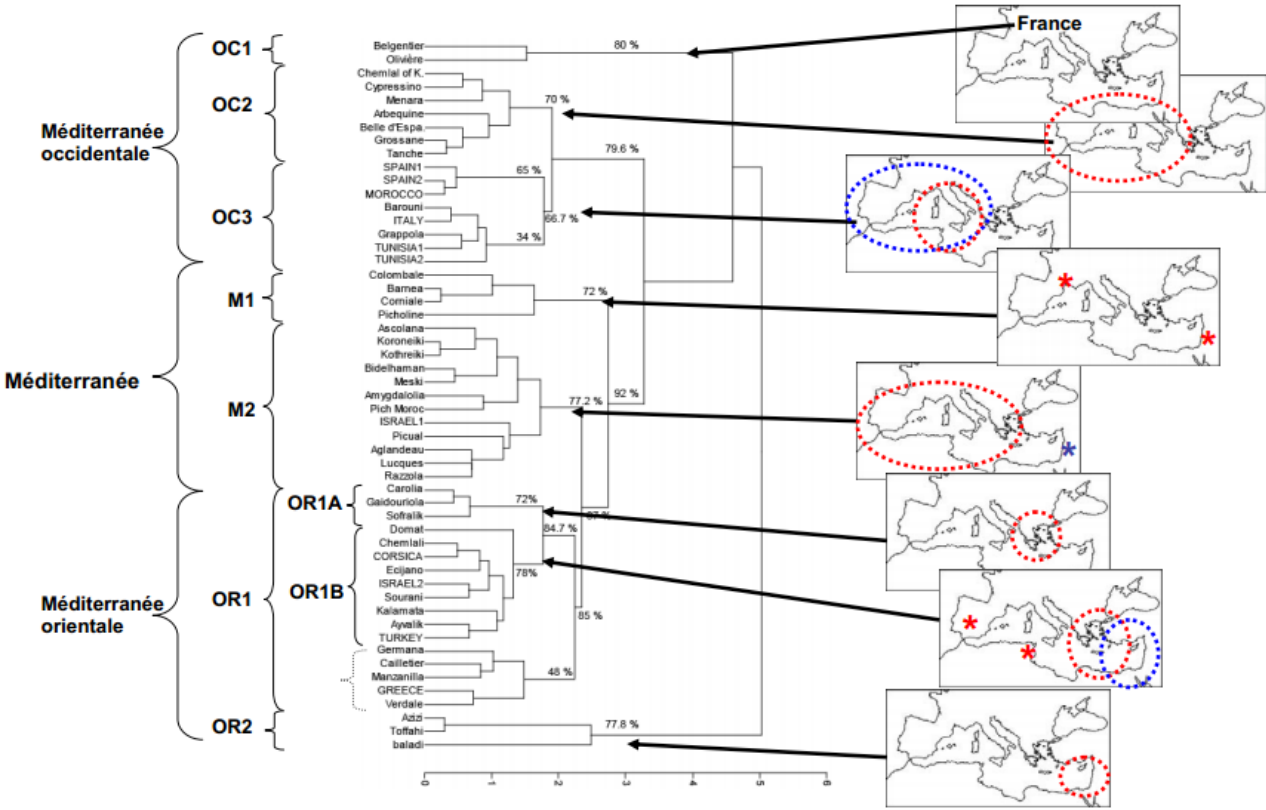 Méditerranée
occidentale
Méditerranée
Méditerranée
orientale
OC1
OC2
OC3
M1
M2
OR1
OR2
OR1A
OR1B
Belgentier
Olivière
Chemlal of K.
Cypressino
Menara
Arbequine
Belle d'Espa.
Grossane
Tanche
SPAIN1
SPAIN2
MOROCCO
Barouni
ITALY
Grappola
TUNISIA1
TUNISIA2
Colombale
Barnea
Corniale
Picholine
Ascolana
Koroneiki
Kothreiki
Bidelhaman
Meski
Amygdalolia
Pich Moroc
ISRAEL1
Picual
Aglandeau
Lucques
Razzola
Carolia
Gaidouriola
Sofralik
Domat
Chemlali
CORSICA
Ecijano
ISRAEL2
Sourani
Kalamata
Ayvalik
TURKEY
Germana
Cailletier
Manzanilla
GREECE
Verdale
Azizi
Toffahi
baladi
80 %
70 %
79.6 %
65 %
66.7 %
34 %
72 %
92 %
77.2 %
72%
84.7 %
78%
85 %
48 %
77.8 %
0
1
2
3
4
5
6
France